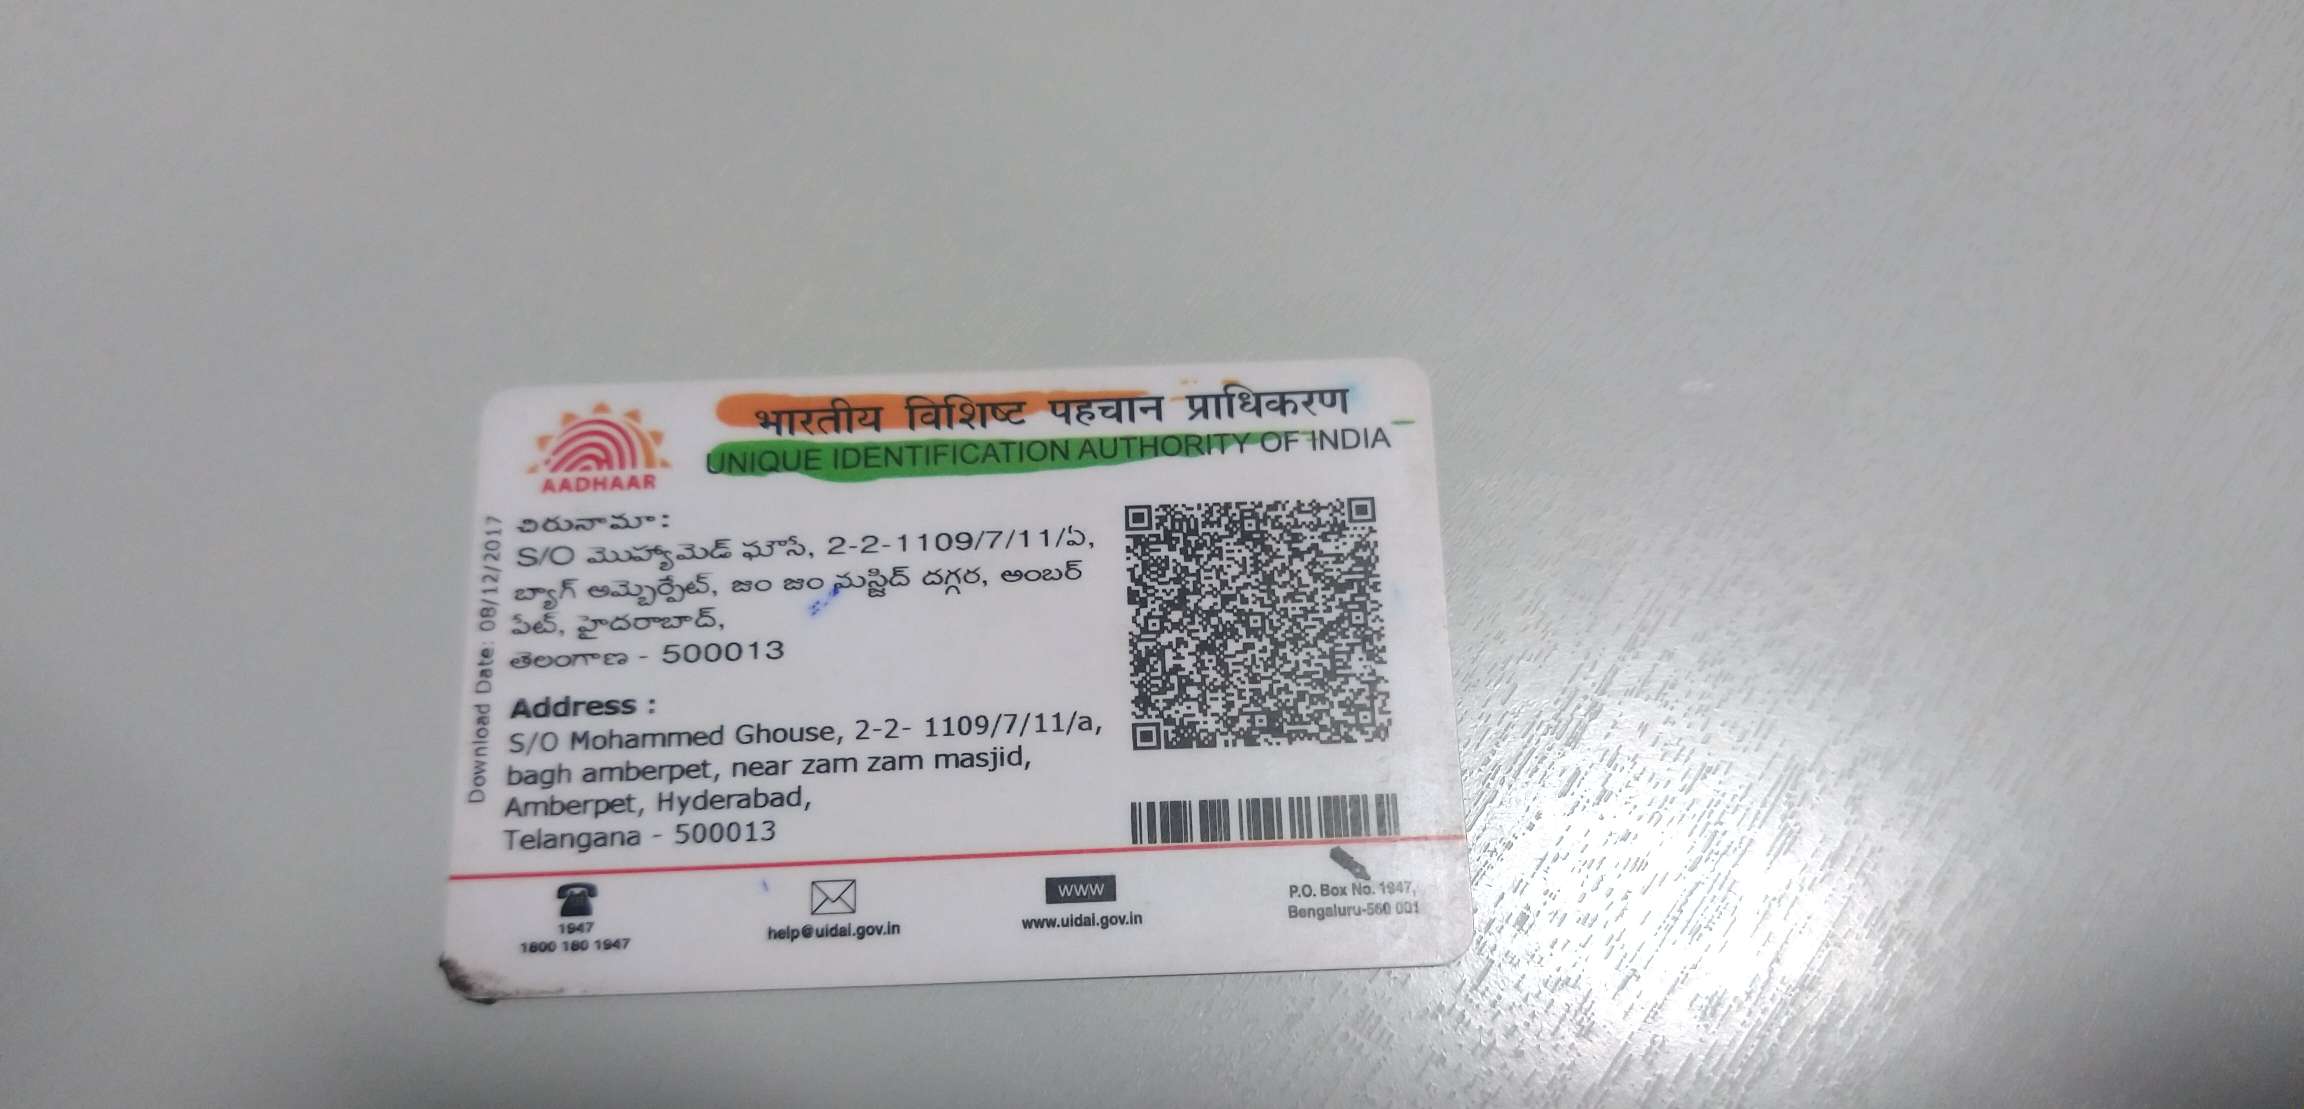 भारतीय विशिष्ट पहचान प्राधिकरण
UNIQUE IDENTIFICATION AUTHORITY OF INDIA
AADHAAR
Download Date: 08/12/2017
చిరునామా:
S/O మొహ్యామెడ్ ఘౌసే, 2-2-1109/7/11/ఏ,
బ్యాగ్ అమ్బెర్పేట్, జం జం మస్జిద్ దగ్గర, అంబర్
పేట్, హైదరాబాద్,
తెలంగాణ - 500013
Address :
S/O Mohammed Ghouse, 2-2- 1109/7/11/a,
bagh amberpet, near zam zam masjid,
Amberpet, Hyderabad,
Telangana - 500013
1947
1800 180 1947
help@uidai.gov.in
www
www.uidai.gov.in
P.O. Box No. 1947,
Bengaluru-560 001